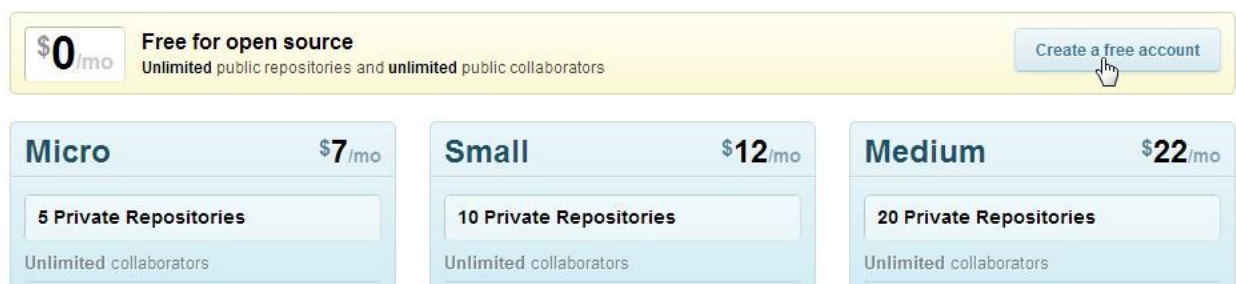 $0/mo
Free for open source
Unlimited public repositories and unlimited public collaborators
Create a free account
Micro $7/mo
5 Private Repositories
Unlimited collaborators
Small $12/mo
10 Private Repositories
Unlimited collaborators
Medium $22/mo
20 Private Repositories
Unlimited collaborators